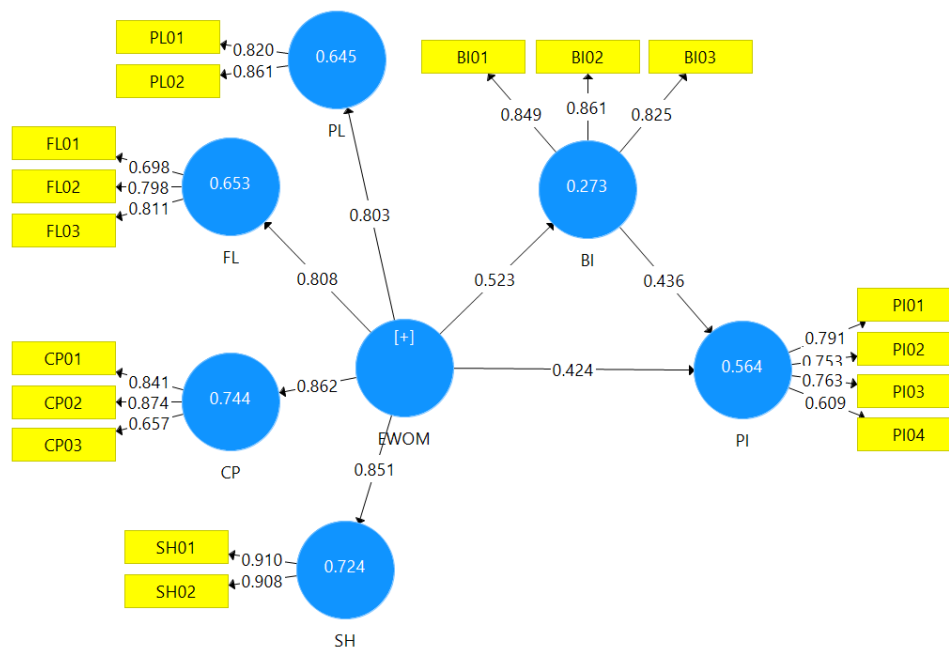 PL01
0.820
PL02
0.861
0.645
PL
BI01
BI02
BI03
0.849
0.861
0.825
0.273
BI
FL01
0.698
FL02
0.798
FL03
0.811
0.653
FL
0.803
0.808
0.523
0.436
[+]
EWOM
0.424
CP01
0.841
CP02
0.874
CP03
0.657
0.744
CP
0.862
0.564
PI
0.791
PI01
0.753
PI02
0.763
PI03
0.609
PI04
0.851
SH01
0.910
SH02
0.908
0.724
SH